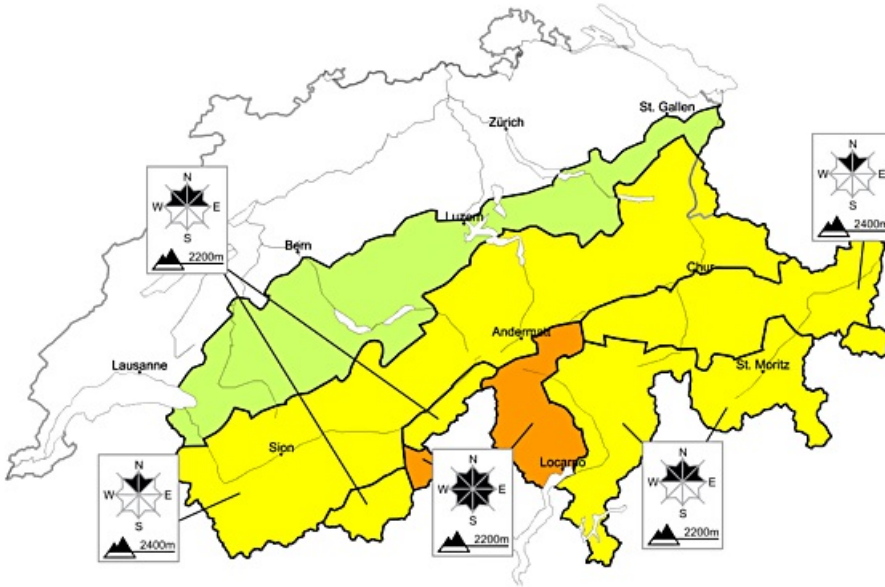 St. Gallen
Zürich
N
W E
S
2400m
N
W E
S
2200m
Luzern
Bern
Chur
Andermatt
Lausanne
St. Moritz
Sion
Locarno
N
W E
S
2400m
N
W E
S
2200m
N
W E
S
2200m